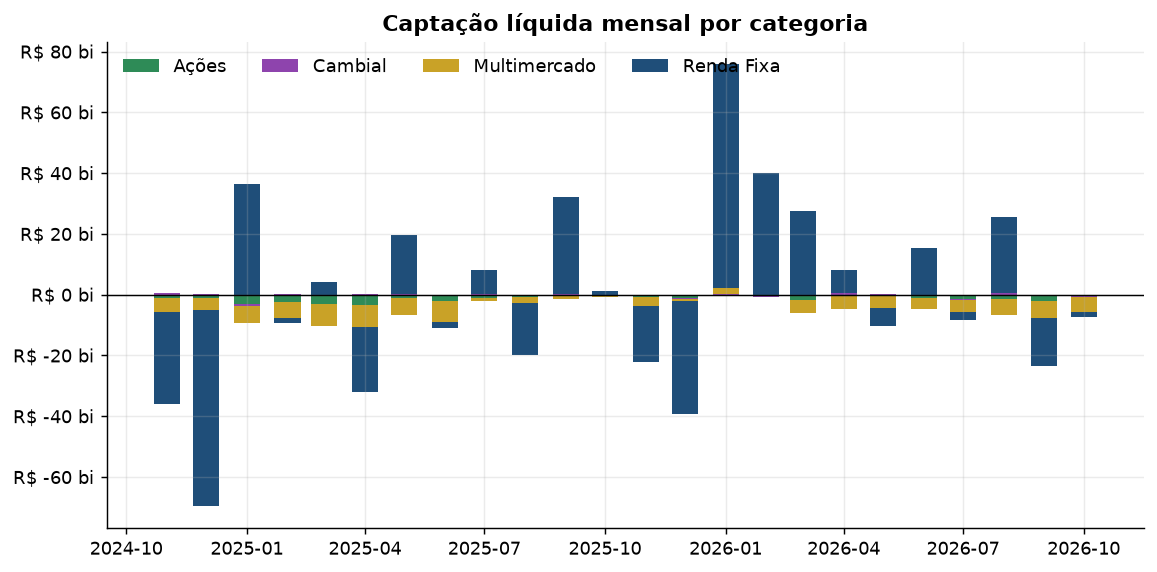 Captação líquida mensal por categoria
R$ 80 bi
Ações Cambial Multimercado Renda Fixa
R$ 60 bi
R$ 40 bi
R$ 20 bi
R$ 0 bi
R$ -20 bi
R$ -40 bi
R$ -60 bi
2024-10 2025-01 2025-04 2025-07 2025-10 2026-01 2026-04 2026-07 2026-10